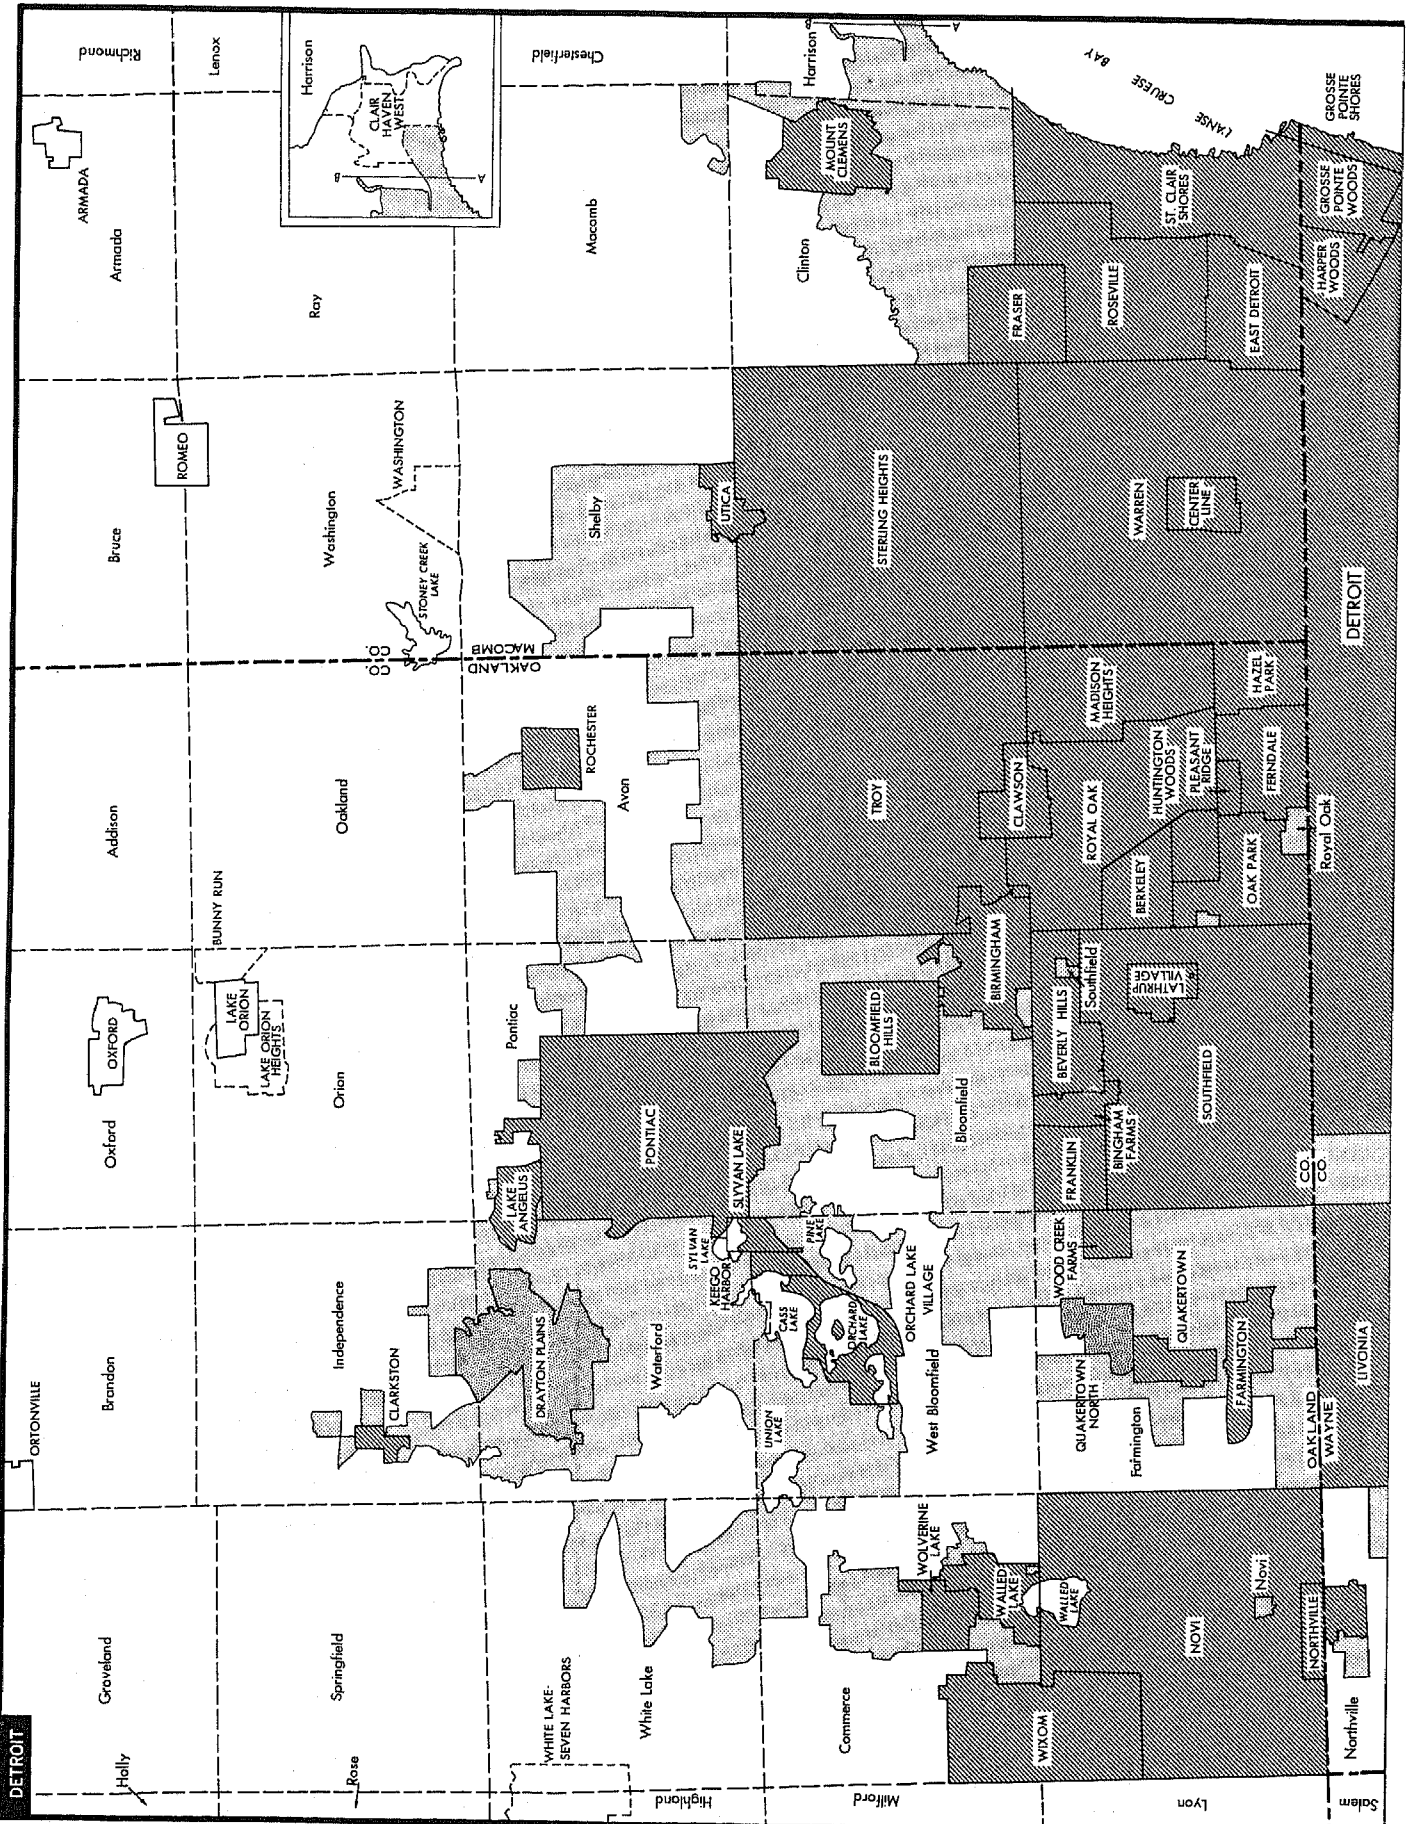 DETROIT
Holly
Groveland
ORTONVILLE
Brandon
Oxford
OXFORD
Addison
Bruce
ARMADA
Armada
Richmond
Rose
Springfield
Independence
CLARKSTON
BUNNY RUN
LAKE
ORION
LAKE ORION
HEIGHTS
Orion
Oakland
ROMEO
Washington
WASHINGTON
STONEY CREEK
LAKE
Ray
Lenox
Harrison
CLAIR
HAVEN
WEST
A
B
OAKLAND CO.
MACOMB CO.
Highland
WHITE LAKE-
SEVEN HARBORS
White Lake
DRAYTON PLAINS
Waterford
LAKE
ANGELUS
Pontiac
PONTIAC
ROCHESTER
Avon
Shelby
UTICA
Macomb
Chesterfield
Milford
Commerce
WOLVERINE
LAKE
WALLED
LAKE
UNION
LAKE
CASS
LAKE
KEEGO
HARBOR
SYLVAN
LAKE
SLYVAN LAKE
PINE
LAKE
ORCHARD
LAKE
ORCHARD LAKE
VILLAGE
West Bloomfield
BLOOMFIELD
HILLS
Bloomfield
BIRMINGHAM
TROY
CLAWSON
STERLING HEIGHTS
Clinton
MOUNT
CLEMENS
Harrison
A
B
FRASER
Lyon
WIXOM
WALLED
LAKE
NOVI
Novi
NORTHVILLE
QUAKERTOWN
NORTH
Farmington
WOOD CREEK
FARMS
QUAKERTOWN
FARMINGTON
FRANKLIN
BINGHAM
FARMS
BEVERLY HILLS
Southfield
LATHRUP
VILLAGE
SOUTHFIELD
ROYAL OAK
BERKELEY
HUNTINGTON
WOODS
PLEASANT
RIDGE
OAK PARK
FERNDALE
MADISON
HEIGHTS
HAZEL
PARK
WARREN
CENTER
LINE
ROSEVILLE
EAST DETROIT
ST. CLAIR
SHORES
L'ANSE CRUESE BAY
OAKLAND CO.
WAYNE CO.
Salem
Northville
LIVONIA
Royal Oak
DETROIT
HARPER
WOODS
GROSSE
POINTE
WOODS
GROSSE
POINTE
SHORES